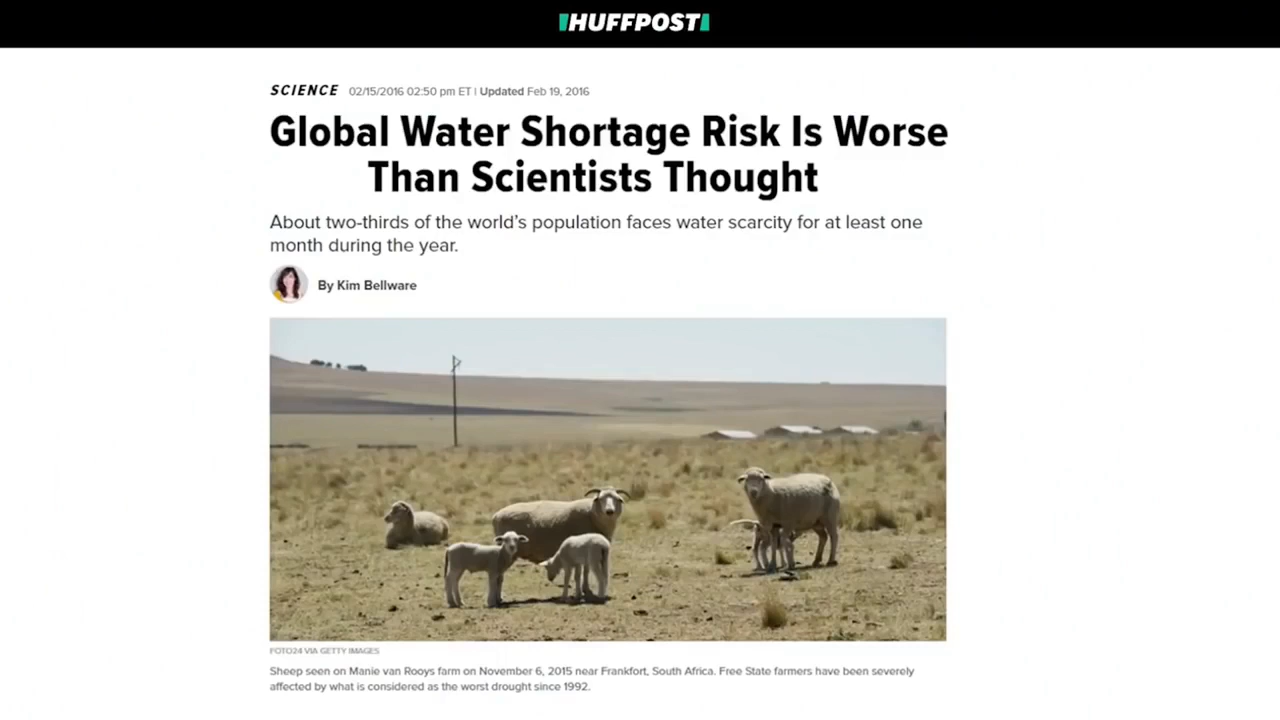 HUFFPOST
SCIENCE 02/15/2016 02:50 pm ET | Updated Feb 19, 2016
Global Water Shortage Risk Is Worse
Than Scientists Thought
About two-thirds of the world's population faces water scarcity for at least one
month during the year.
By Kim Bellware
FOTO24 VIA GETTY IMAGES
Sheep seen on Manie van Rooys farm on November 6, 2015 near Frankfort, South Africa. Free State farmers have been severely
affected by what is considered as the worst drought since 1992.